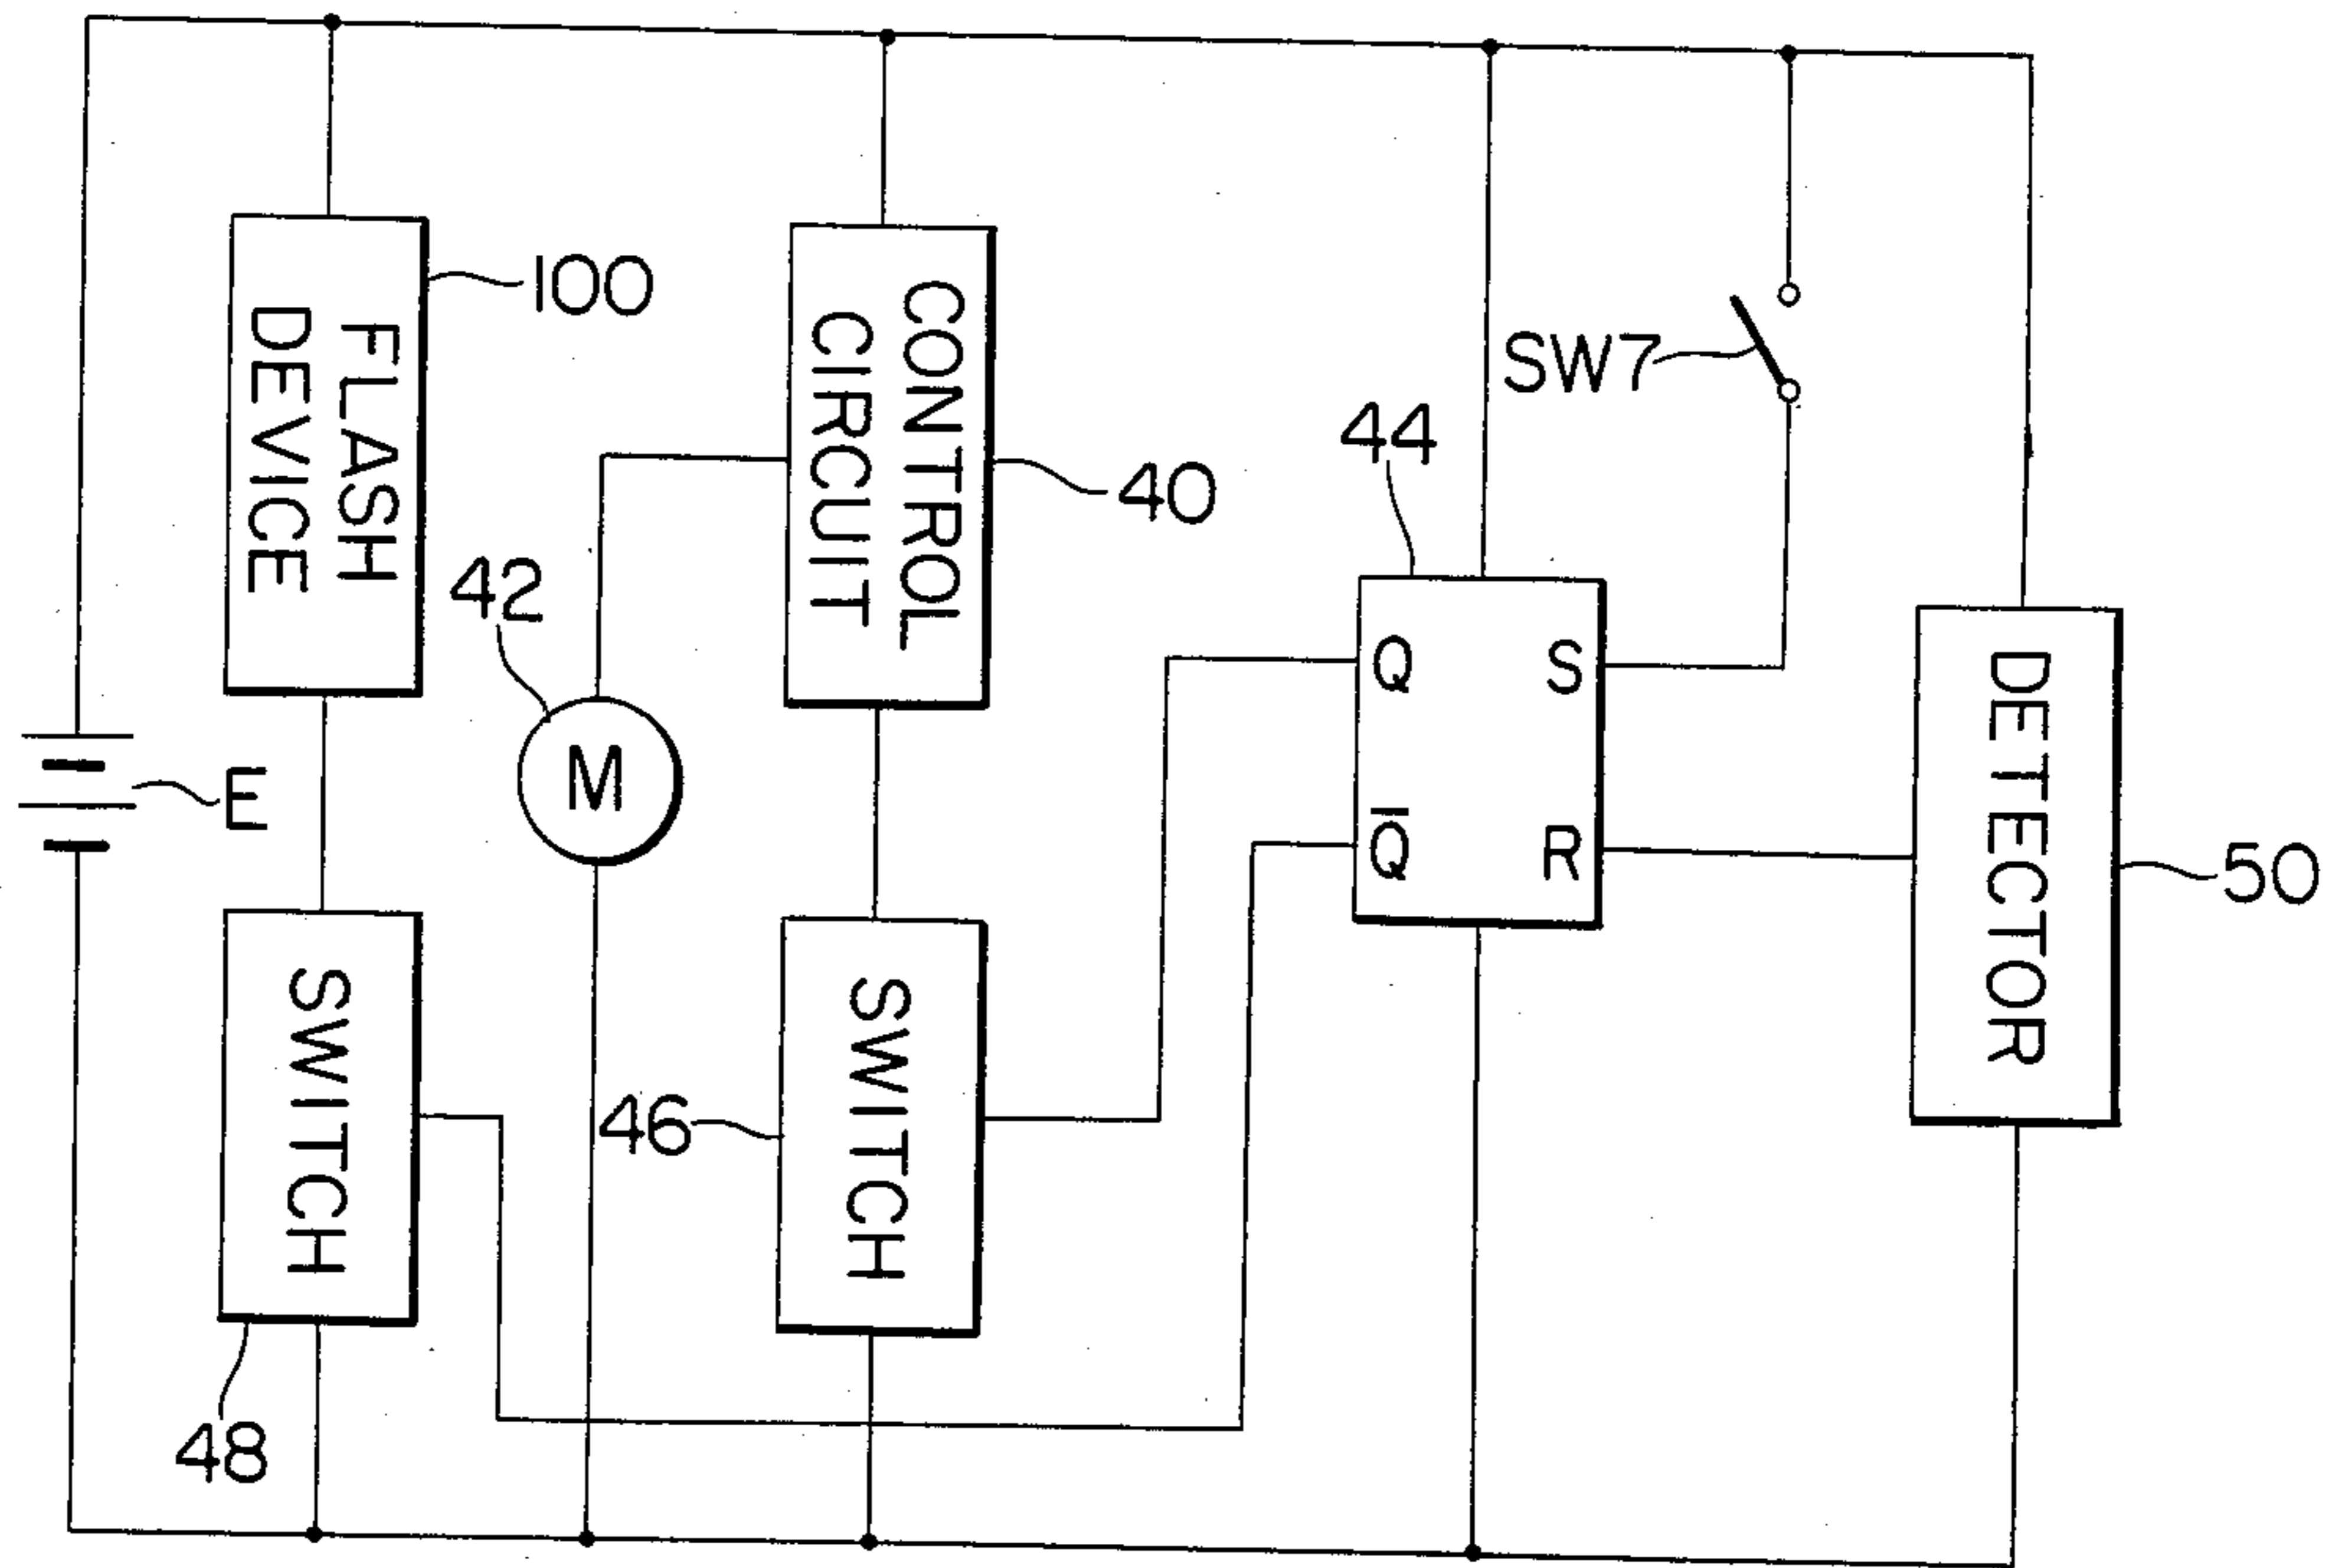 FLASH
DEVICE
100
CONTROL
CIRCUIT
40
SW7
44
42
M
Q
S
Q̅
R
DETECTOR
50
E
SWITCH
46
SWITCH
48